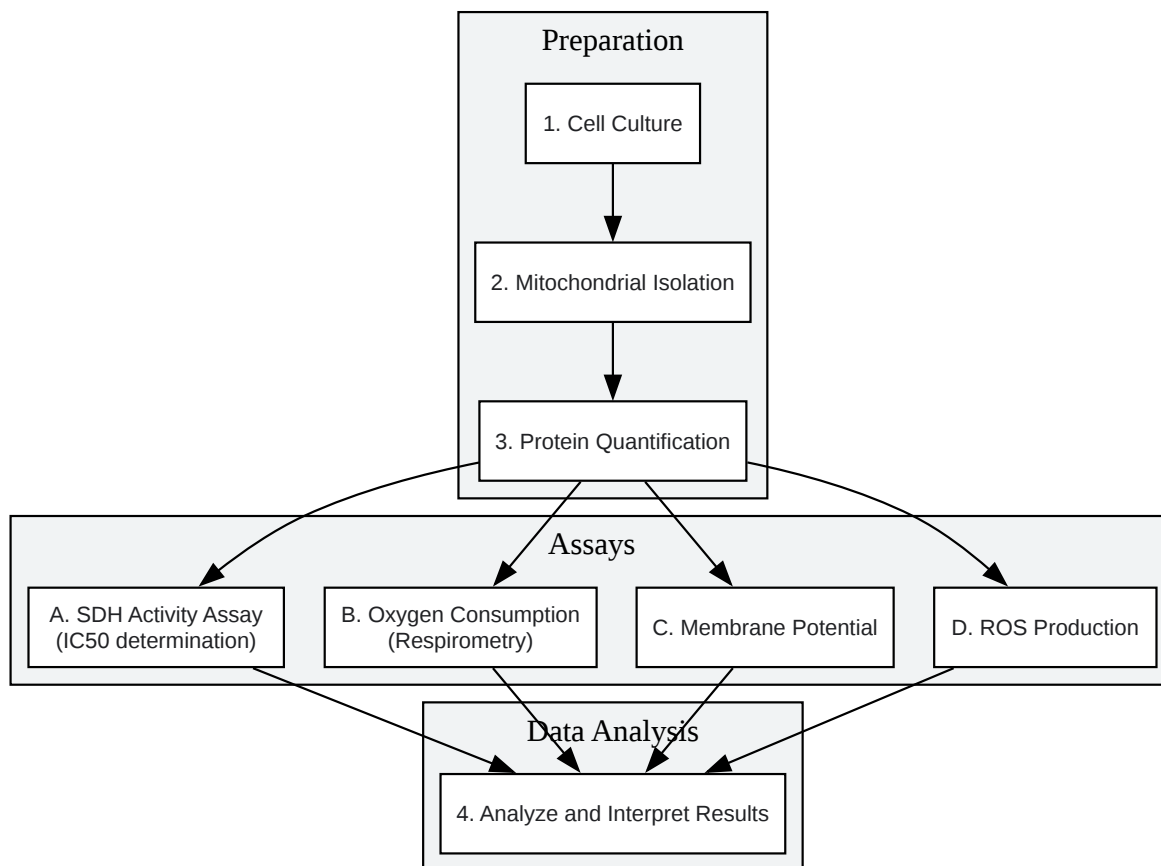 Preparation
1. Cell Culture
2. Mitochondrial Isolation
3. Protein Quantification
Assays
A. SDH Activity Assay
(IC50 determination)
B. Oxygen Consumption
(Respirometry)
C. Membrane Potential
D. ROS Production
Data Analysis
4. Analyze and Interpret Results